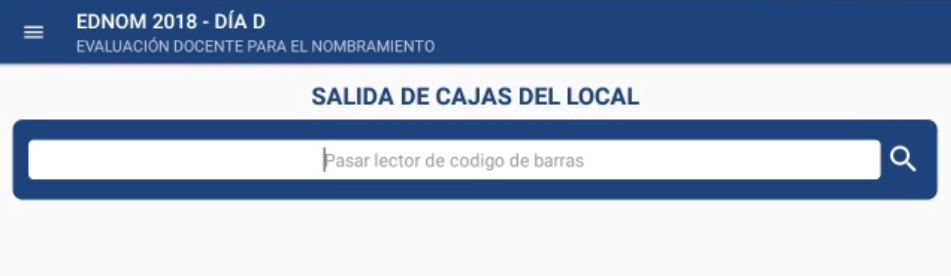 EDNOM 2018 - DÍA D
EVALUACIÓN DOCENTE PARA EL NOMBRAMIENTO
SALIDA DE CAJAS DEL LOCAL
Pasar lector de codigo de barras